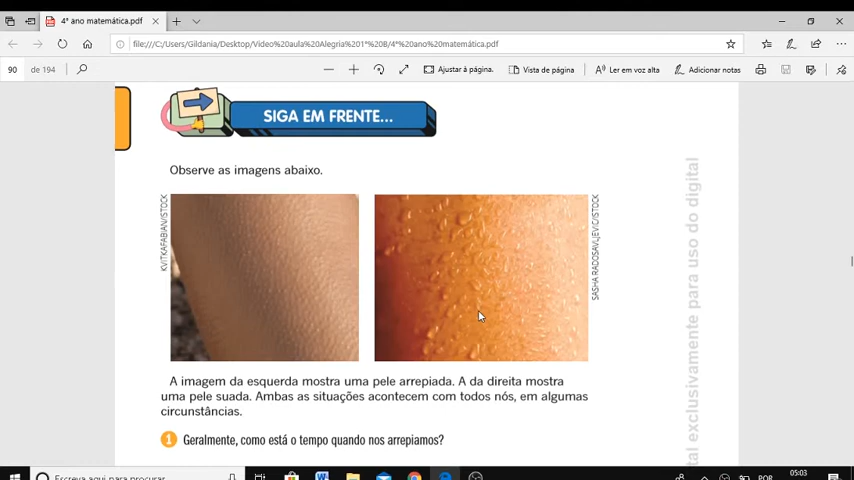 4º ano matemática.pdf
file:///C:/Users/Gildania/Desktop/Video%20aula%20Alegria%201°%20B/4°%20ano%20matemática.pdf
90 de 194
Ajustar à página.
Vista de página
Ler em voz alta
Adicionar notas
SIGA EM FRENTE...
Observe as imagens abaixo.
KVITKAFABIAN/ISTOCK
SASHA RADOSAVLJEVIC/ISTOCK
tal exclusivamente para uso do digital
A imagem da esquerda mostra uma pele arrepiada. A da direita mostra
uma pele suada. Ambas as situações acontecem com todos nós, em algumas
circunstâncias.
1 Geralmente, como está o tempo quando nos arrepiamos?
Escreva aqui para procurar
POR
05:03